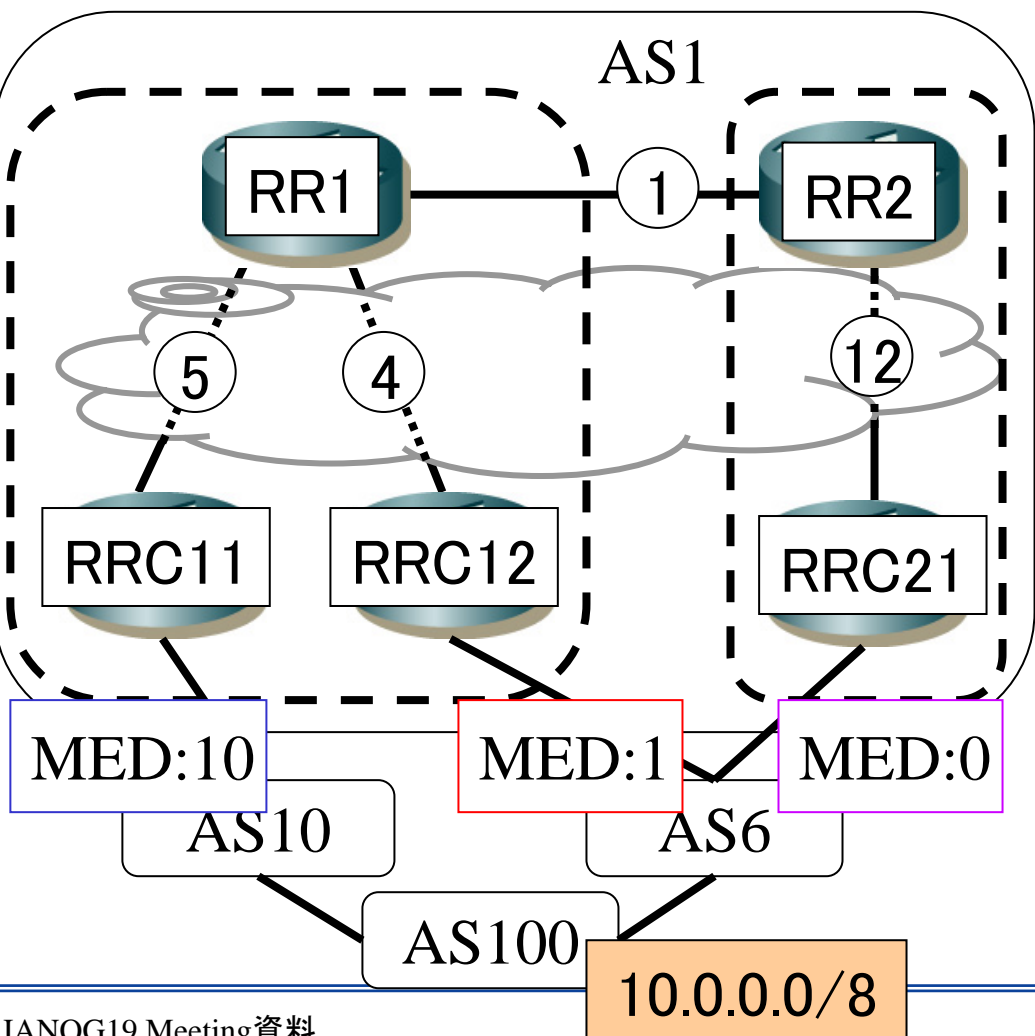 AS1
RR1
1
RR2
5
4
12
RRC11
RRC12
RRC21
MED:10
MED:1
MED:0
AS10
AS6
AS100
10.0.0.0/8
JANOG19 Meeting資料